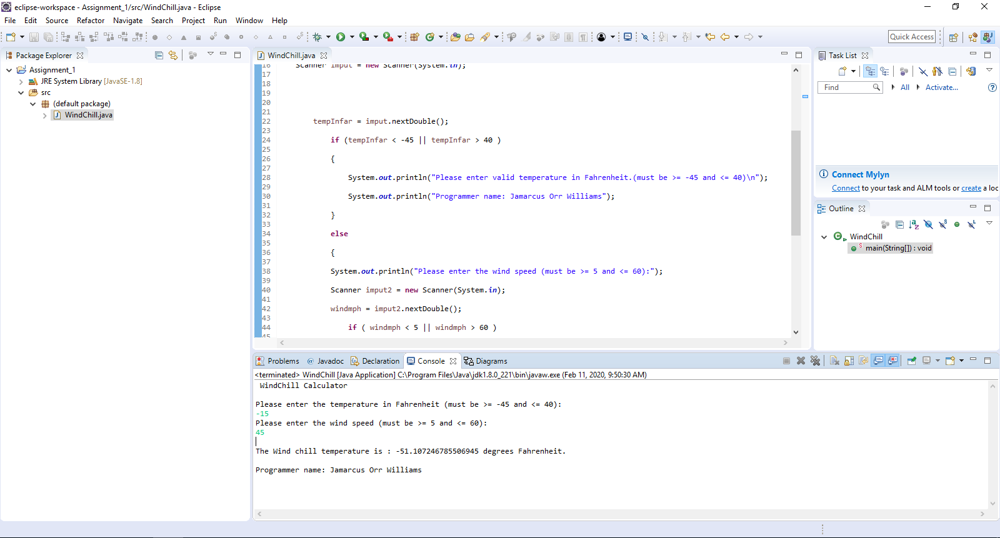 eclipse-workspace - Assignment_1/src/WindChill.java - Eclipse
File Edit Source Refactor Navigate Search Project Run Window Help
Quick Access
Package Explorer
Assignment_1
JRE System Library [JavaSE-1.8]
src
(default package)
WindChill.java
WindChill.java
16 Scanner imput = new Scanner(System.in);
17
18
19
20
21
22 tempInfar = imput.nextDouble();
23
24 if (tempInfar < -45 || tempInfar > 40 )
25
26 {
27
28 System.out.println("Please enter valid temperature in Fahrenheit.(must be >= -45 and <= 40)\n");
29
30 System.out.println("Programmer name: Jamarcus Orr Williams");
31
32 }
33
34 else
35
36 {
37
38 System.out.println("Please enter the wind speed (must be >= 5 and <= 60):");
39
40 Scanner imput2 = new Scanner(System.in);
41
42 windmph = imput2.nextDouble();
43
44 if ( windmph < 5 || windmph > 60 )
45
Task List
Find All Activate...
Connect Mylyn
Connect to your task and ALM tools or create a loc
Outline
WindChill
main(String[]) : void
Problems Javadoc Declaration Console Diagrams
<terminated> WindChill [Java Application] C:\Program Files\Java\jdk1.8.0_221\bin\javaw.exe (Feb 11, 2020, 9:50:30 AM)
WindChill Calculator
Please enter the temperature in Fahrenheit (must be >= -45 and <= 40):
-15
Please enter the wind speed (must be >= 5 and <= 60):
45
The Wind chill temperature is : -51.107246785506945 degrees Fahrenheit.
Programmer name: Jamarcus Orr Williams